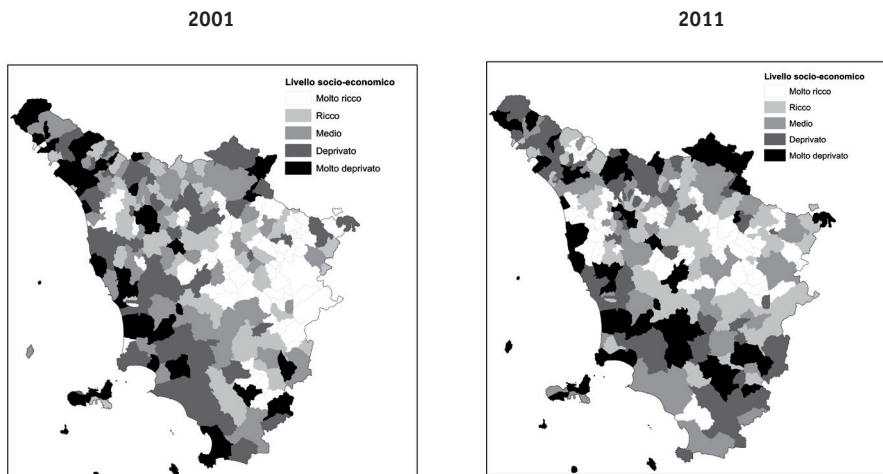 2001
2011
Livello socio-economico
Molto ricco
Ricco
Medio
Deprivato
Molto deprivato
Livello socio-economico
Molto ricco
Ricco
Medio
Deprivato
Molto deprivato